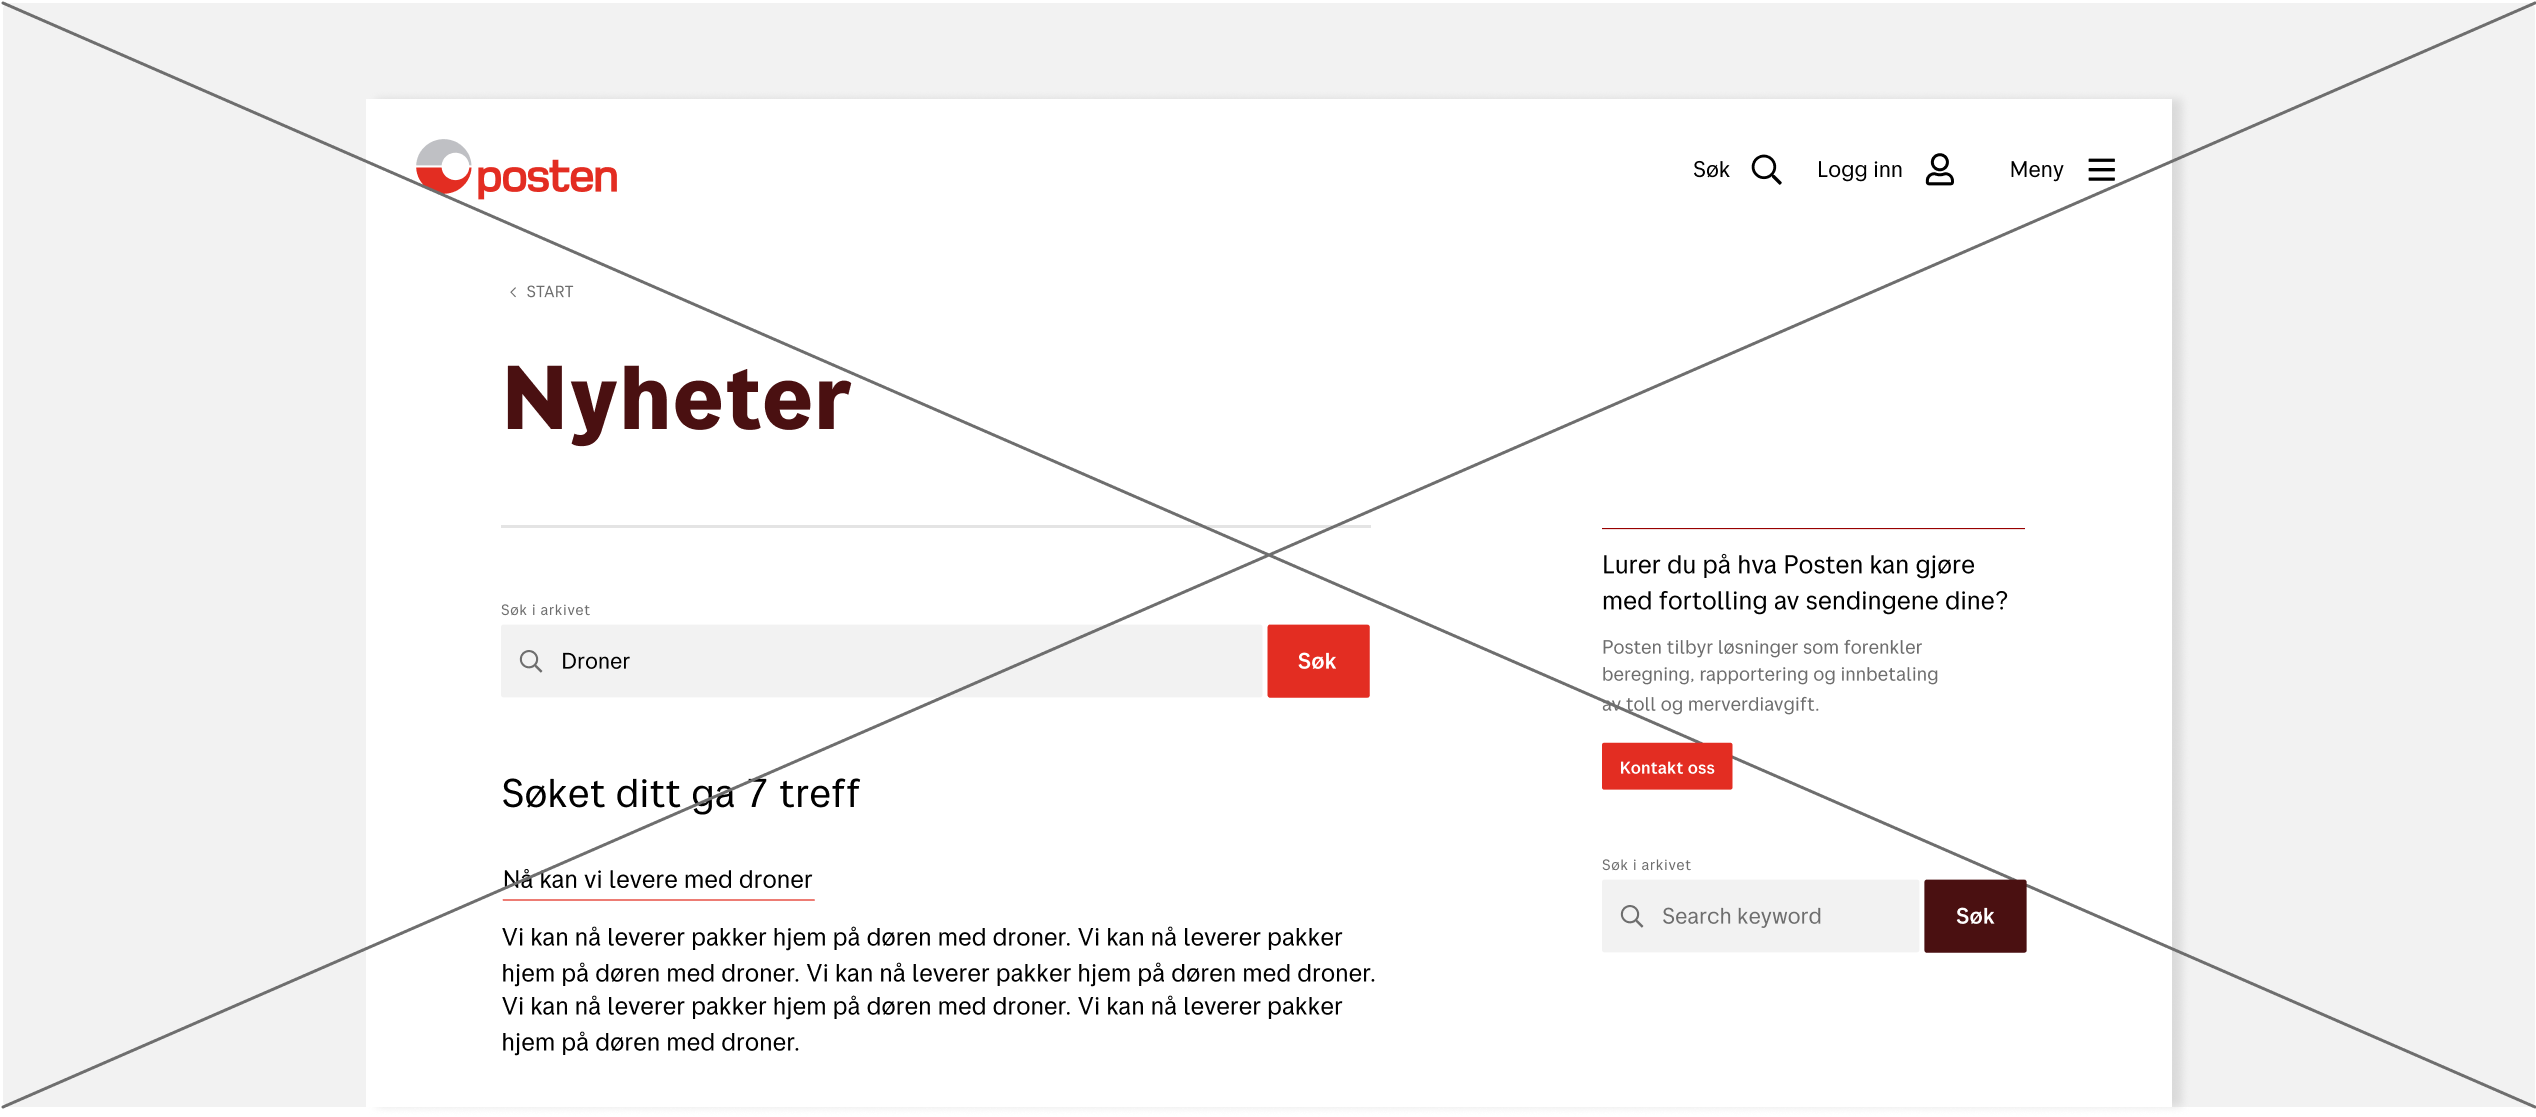 posten
Søk
Logg inn
Meny
START
Nyheter
Søk i arkivet
Droner
Søk
Søket ditt ga 7 treff
Nå kan vi levere med droner
Vi kan nå leverer pakker hjem på døren med droner. Vi kan nå leverer pakker
hjem på døren med droner. Vi kan nå leverer pakker hjem på døren med droner.
Vi kan nå leverer pakker hjem på døren med droner. Vi kan nå leverer pakker
hjem på døren med droner.
Lurer du på hva Posten kan gjøre
med fortolling av sendingene dine?
Posten tilbyr løsninger som forenkler
beregning, rapportering og innbetaling
av toll og merverdiavgift.
Kontakt oss
Søk i arkivet
Search keyword
Søk